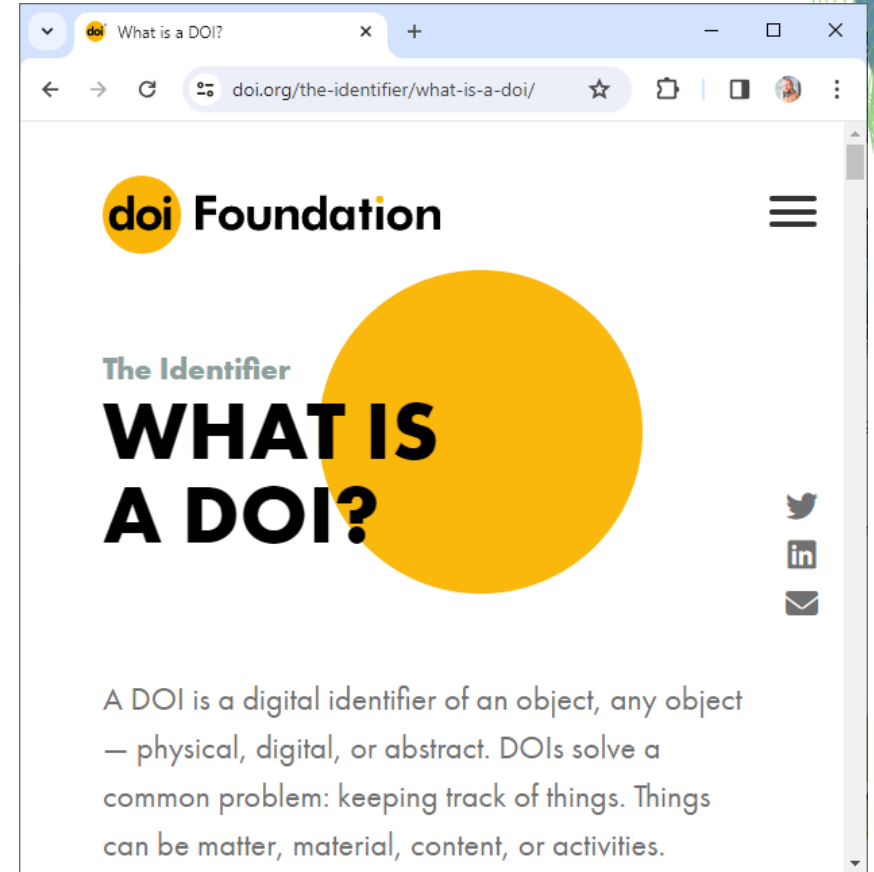 doi What is a DOI?
doi.org/the-identifier/what-is-a-doi/
doi Foundation
The Identifier
WHAT IS
A DOI?
in
A DOI is a digital identifier of an object, any object
— physical, digital, or abstract. DOIs solve a
common problem: keeping track of things. Things
can be matter, material, content, or activities.